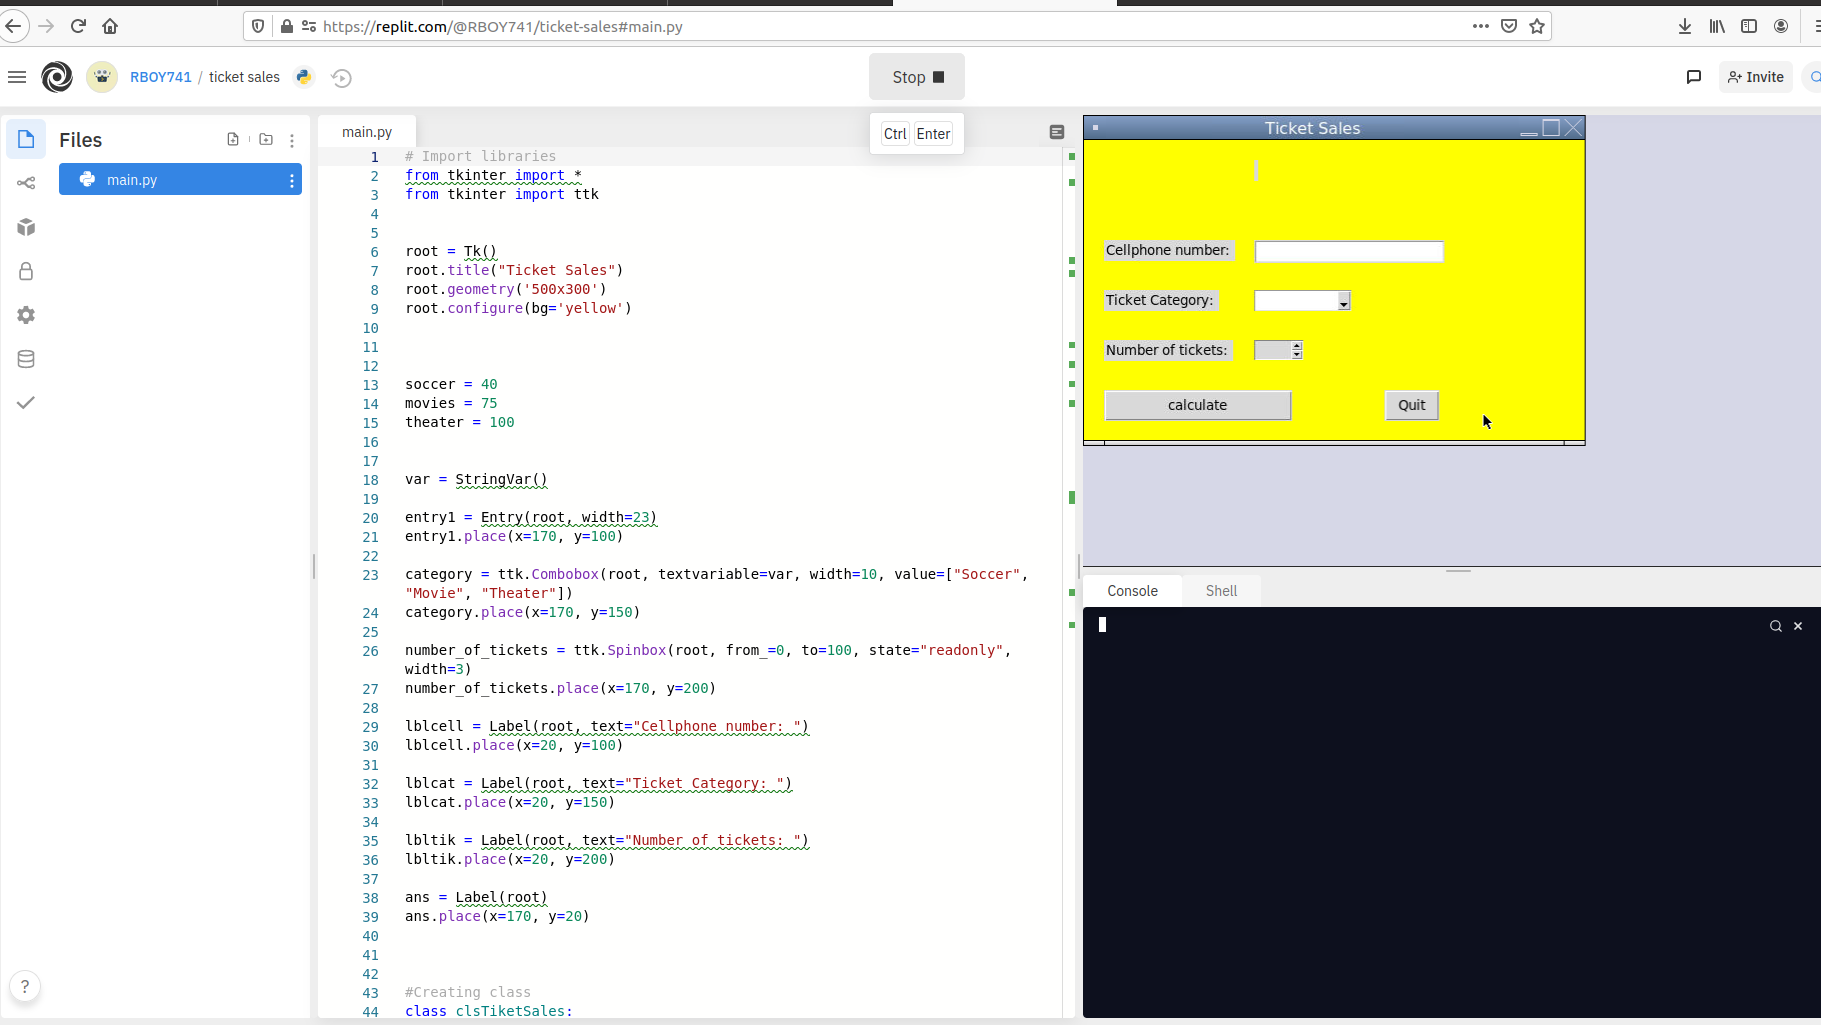 https://replit.com/@RBOY741/ticket-sales#main.py
RBOY741 / ticket sales
Stop
Invite
Ctrl Enter
Files
main.py
main.py
1 # Import libraries
2 from tkinter import *
3 from tkinter import ttk
4
5
6 root = Tk()
7 root.title("Ticket Sales")
8 root.geometry('500x300')
9 root.configure(bg='yellow')
10
11
12
13 soccer = 40
14 movies = 75
15 theater = 100
16
17
18 var = StringVar()
19
20 entry1 = Entry(root, width=23)
21 entry1.place(x=170, y=100)
22
23 category = ttk.Combobox(root, textvariable=var, width=10, value=["Soccer",
"Movie", "Theater"])
24 category.place(x=170, y=150)
25
26 number_of_tickets = ttk.Spinbox(root, from_=0, to=100, state="readonly",
width=3)
27 number_of_tickets.place(x=170, y=200)
28
29 lblcell = Label(root, text="Cellphone number: ")
30 lblcell.place(x=20, y=100)
31
32 lblcat = Label(root, text="Ticket Category: ")
33 lblcat.place(x=20, y=150)
34
35 lbltik = Label(root, text="Number of tickets: ")
36 lbltik.place(x=20, y=200)
37
38 ans = Label(root)
39 ans.place(x=170, y=20)
40
41
42
43 #Creating class
44 class clsTiketSales:
Ticket Sales
Cellphone number:
Ticket Category:
Number of tickets:
calculate Quit
Console Shell
?